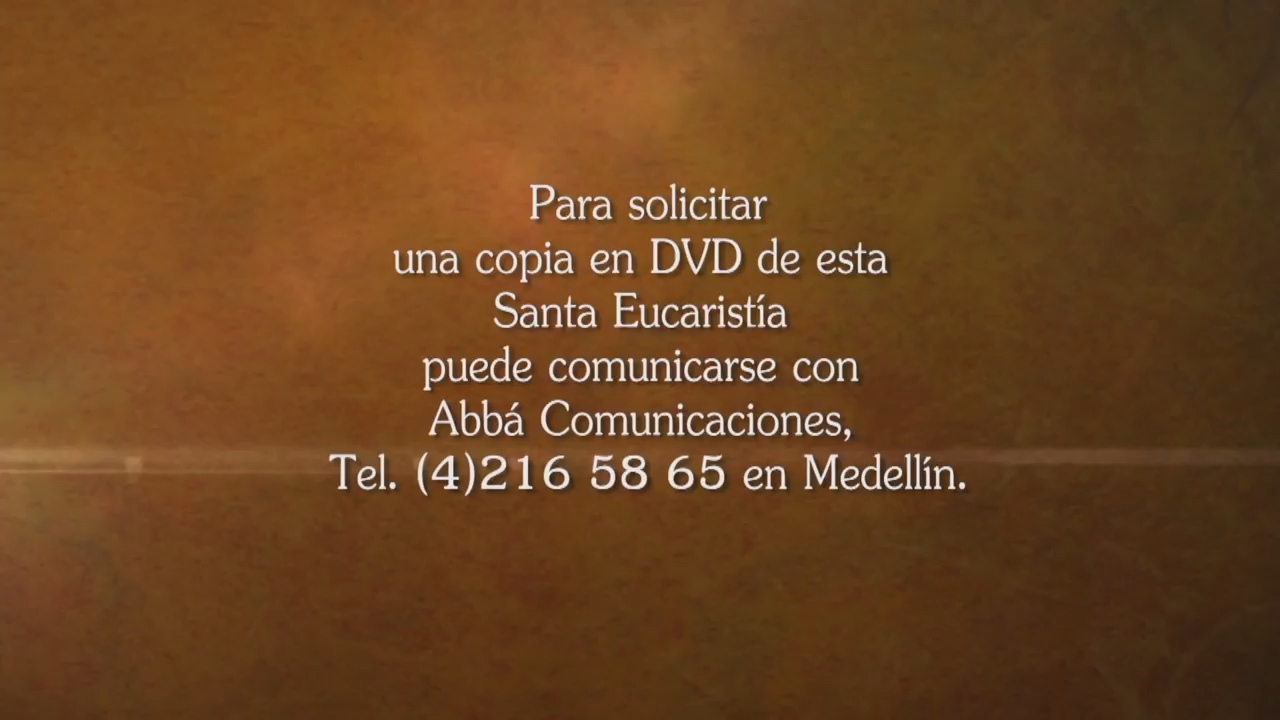 Para solicitar
una copia en DVD de esta
Santa Eucaristía
puede comunicarse con
Abbá Comunicaciones,
Tel. (4)216 58 65 en Medellín.